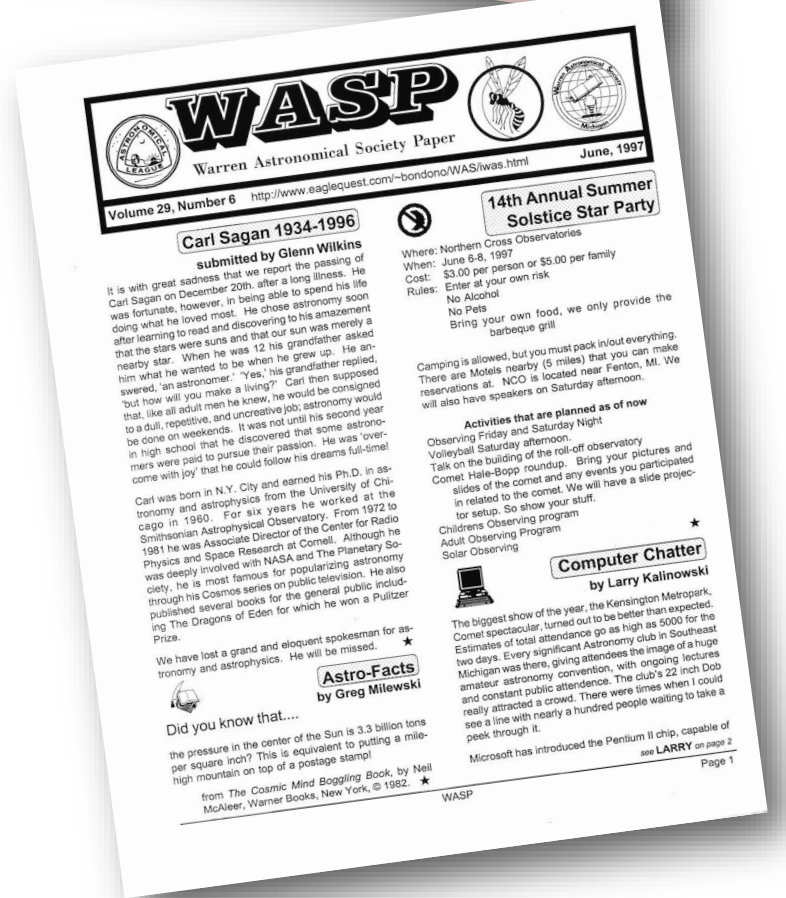 WASP
Warren Astronomical Society Paper
ASTRONOMICAL LEAGUE
Warren Astronomical Society
Michigan
Volume 29, Number 6 http://www.eaglequest.com/~bondono/WAS/iwas.html June, 1997
Carl Sagan 1934-1996
submitted by Glenn Wilkins
It is with great sadness that we report the passing of
Carl Sagan on December 20th. after a long illness. He
was fortunate, however, in being able to spend his life
doing what he loved most. He chose astronomy soon
after learning to read and discovering to his amazement
that the stars were suns and that our sun was merely a
nearby star. When he was 12 his grandfather asked
him what he wanted to be when he grew up. He an-
swered, 'an astronomer.' 'Yes,' his grandfather replied,
'but how will you make a living?' Carl then supposed
that, like all adult men he knew, he would be consigned
to a dull, repetitive, and uncreative job; astronomy would
be done on weekends. It was not until his second year
in high school that he discovered that some astrono-
mers were paid to pursue their passion. He was 'over-
come with joy' that he could follow his dreams full-time!
Carl was born in N.Y. City and earned his Ph.D. in as-
tronomy and astrophysics from the University of Chi-
cago in 1960. For six years he worked at the
Smithsonian Astrophysical Observatory. From 1972 to
1981 he was Associate Director of the Center for Radio
Physics and Space Research at Cornell. Although he
was deeply involved with NASA and The Planetary So-
ciety, he is most famous for popularizing astronomy
through his Cosmos series on public television. He also
published several books for the general public includ-
ing The Dragons of Eden for which he won a Pulitzer
Prize.
We have lost a grand and eloquent spokesman for as-
tronomy and astrophysics. He will be missed. ★
Astro-Facts
by Greg Milewski
Did you know that....
the pressure in the center of the Sun is 3.3 billion tons
per square inch? This is equivalent to putting a mile-
high mountain on top of a postage stamp!
from The Cosmic Mind Boggling Book, by Neil
McAleer, Warner Books, New York, © 1982. ★
14th Annual Summer
Solstice Star Party
Where: Northern Cross Observatories
When: June 6-8, 1997
Cost: $3.00 per person or $5.00 per family
Rules: Enter at your own risk
No Alcohol
No Pets
Bring your own food, we only provide the
barbeque grill
Camping is allowed, but you must pack in/out everything.
There are Motels nearby (5 miles) that you can make
reservations at. NCO is located near Fenton, MI. We
will also have speakers on Saturday afternoon.
Activities that are planned as of now
Observing Friday and Saturday Night
Volleyball Saturday afternoon.
Talk on the building of the roll-off observatory
Comet Hale-Bopp roundup. Bring your pictures and
slides of the comet and any events you participated
in related to the comet. We will have a slide projec-
tor setup. So show your stuff.
Childrens Observing program
Adult Observing Program
Solar Observing ★
Computer Chatter
by Larry Kalinowski
The biggest show of the year, the Kensington Metropark,
Comet spectacular, turned out to be better than expected.
Estimates of total attendance go as high as 5000 for the
two days. Every significant Astronomy club in Southeast
Michigan was there, giving attendees the image of a huge
amateur astronomy convention, with ongoing lectures
and constant public attendence. The club's 22 inch Dob
really attracted a crowd. There were times when I could
see a line with nearly a hundred people waiting to take a
peek through it.
Microsoft has introduced the Pentium II chip, capable of
see LARRY on page 2
WASP Page 1